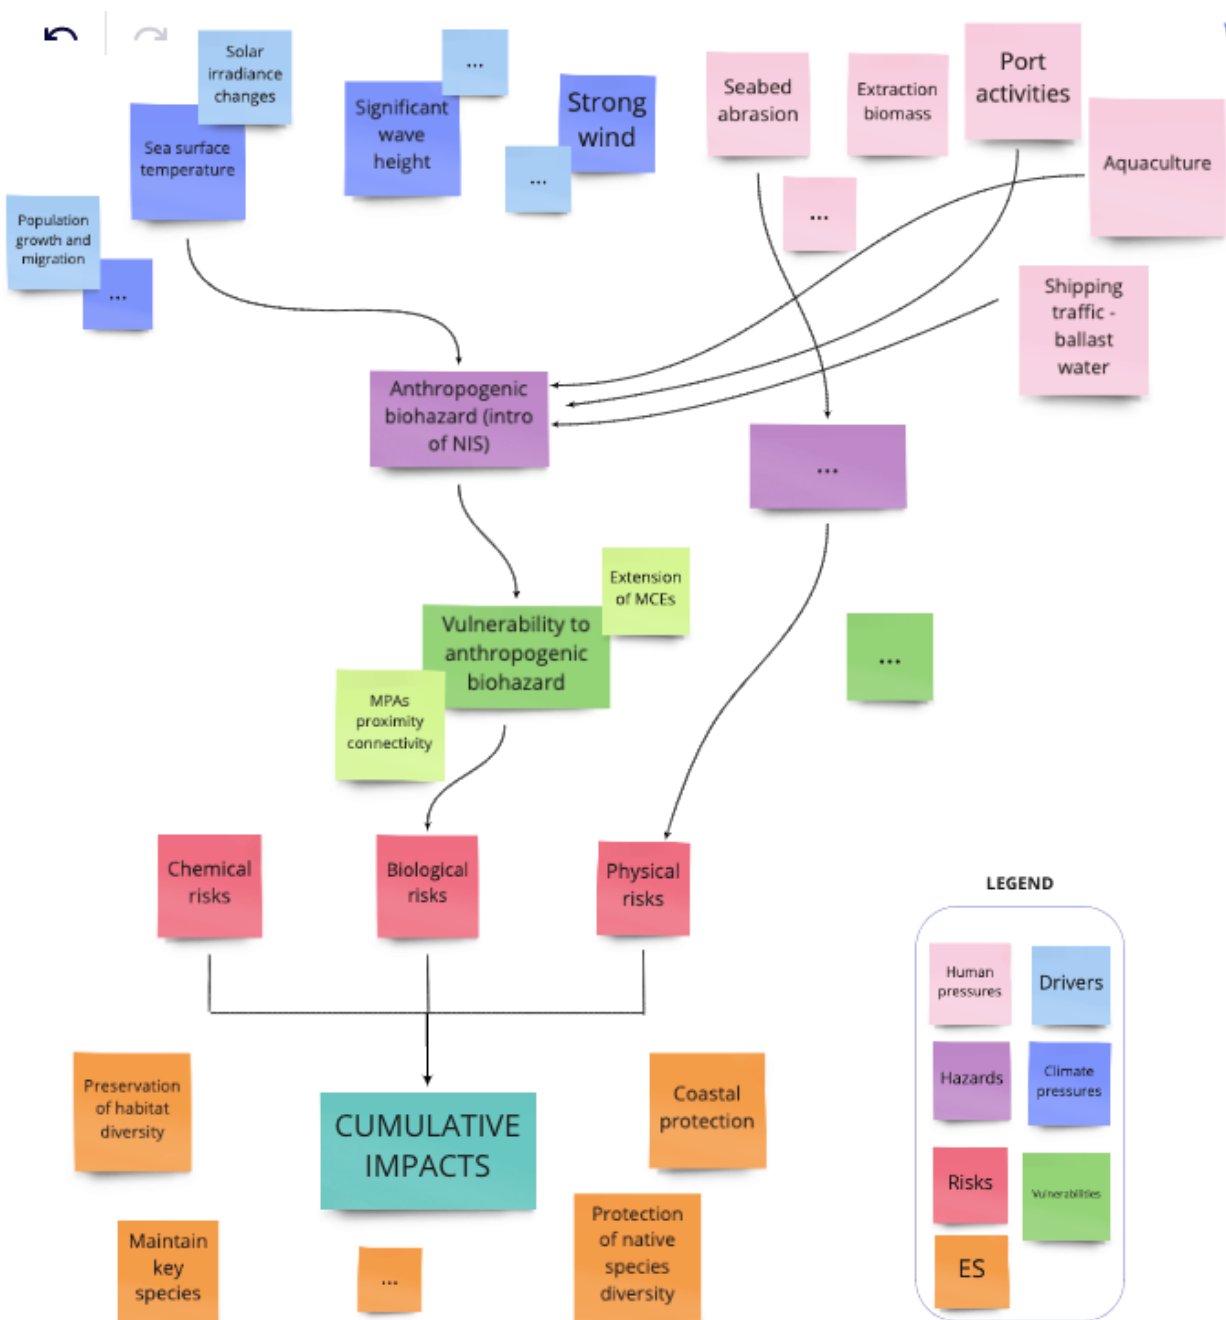 Solar
irradiance
changes
...
Significant
wave
height
Strong
wind
...
Sea surface
temperature
Population
growth and
migration
...
Seabed
abrasion
Extraction
biomass
Port
activities
Aquaculture
...
Shipping
traffic -
ballast
water
Anthropogenic
biohazard (intro
of NIS)
...
Extension
of MCEs
Vulnerability to
anthropogenic
biohazard
MPAs
proximity
connectivity
...
Chemical
risks
Biological
risks
Physical
risks
Preservation
of habitat
diversity
CUMULATIVE
IMPACTS
Coastal
protection
Maintain
key
species
...
Protection
of native
species
diversity
LEGEND
Human
pressures
Drivers
Hazards
Climate
pressures
Risks
Vulnerabilities
ES